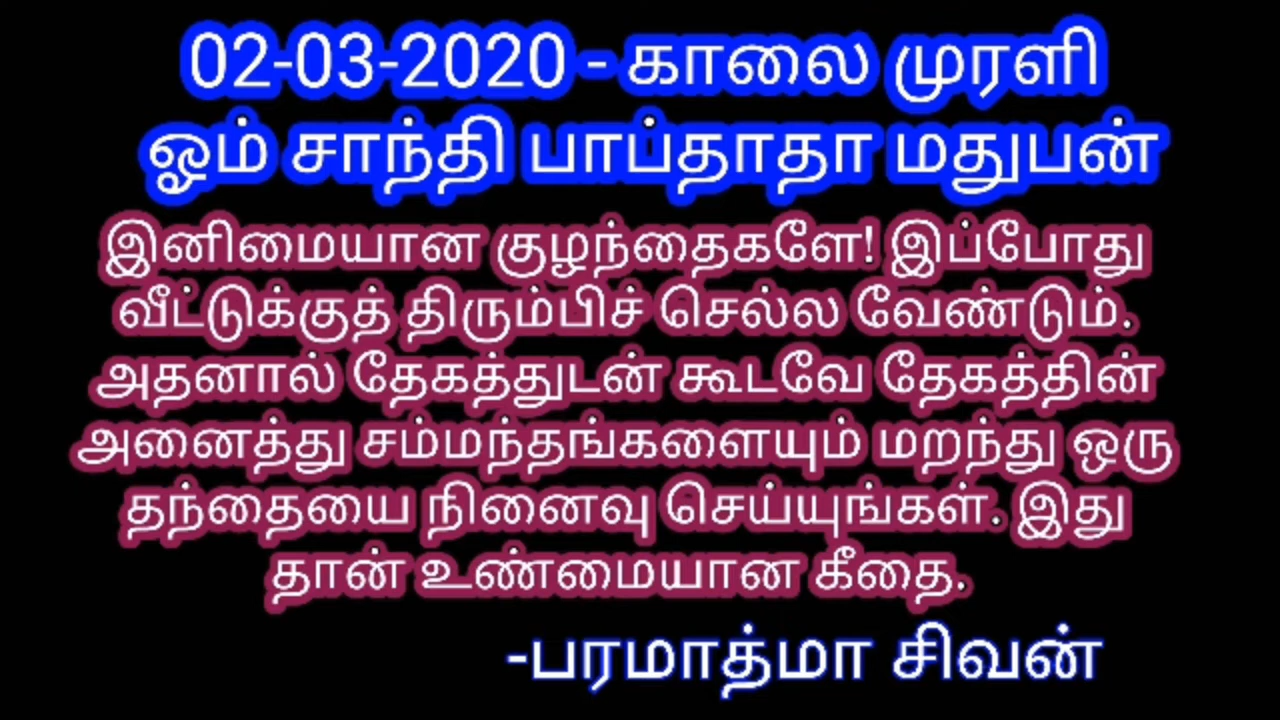 02-03-2020 - காலை முரளி
ஓம் சாந்தி பாப்தாதா மதுபன்
இனிமையான குழந்தைகளே! இப்போது
வீட்டுக்குத் திரும்பிச் செல்ல வேண்டும்.
அதனால் தேகத்துடன் கூடவே தேகத்தின்
அனைத்து சம்மந்தங்களையும் மறந்து ஒரு
தந்தையை நினைவு செய்யுங்கள். இது
தான் உண்மையான கீதை.
-பரமாத்மா சிவன்